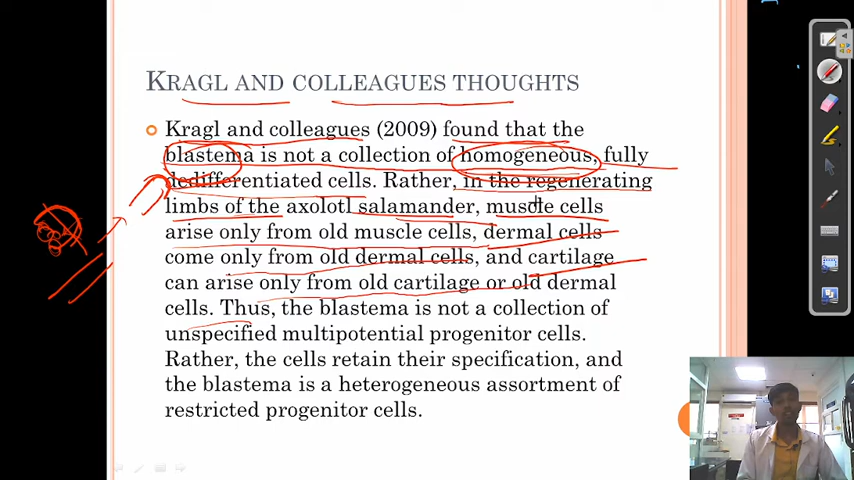 KRAGL AND COLLEAGUES THOUGHTS
Kragl and colleagues (2009) found that the
blastema is not a collection of homogeneous, fully
dedifferentiated cells. Rather, in the regenerating
limbs of the axolotl salamander, muscle cells
arise only from old muscle cells, dermal cells
come only from old dermal cells, and cartilage
can arise only from old cartilage or old dermal
cells. Thus, the blastema is not a collection of
unspecified multipotential progenitor cells.
Rather, the cells retain their specification, and
the blastema is a heterogeneous assortment of
restricted progenitor cells.